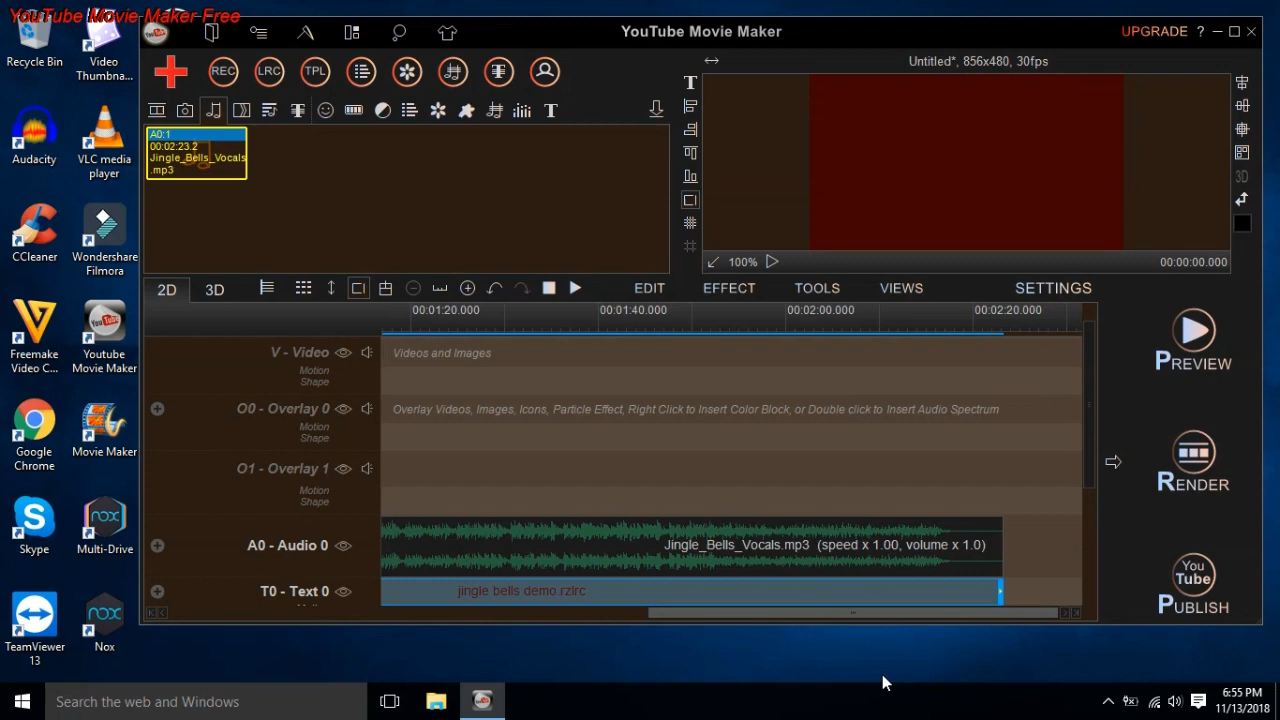 YouTube Movie Maker Free
YouTube Movie Maker
UPGRADE ?
REC LRC TPL
Untitled*, 856x480, 30fps
A0:1
00:02:23.2
Jingle_Bells_Vocals
.mp3
3D
100%
00:00:00.000
2D 3D
EDIT EFFECT TOOLS VIEWS SETTINGS
00:01:20.000 00:01:40.000 00:02:00.000 00:02:20.000
V - Video
Videos and Images
Motion
Shape
O0 - Overlay 0
Overlay Videos, Images, Icons, Particle Effect, Right Click to Insert Color Block, or Double click to Insert Audio Spectrum
Motion
Shape
O1 - Overlay 1
Motion
Shape
A0 - Audio 0
Jingle_Bells_Vocals.mp3 (speed x 1.00, volume x 1.0)
T0 - Text 0
jingle bells demo.rzlrc
PREVIEW
RENDER
You
Tube
PUBLISH
Recycle Bin
Video
Thumbna...
Audacity
VLC media
player
CCleaner
Wondershare
Filmora
Freemake
Video C...
Youtube
Movie Maker
Google
Chrome
Movie Maker
Skype
Multi-Drive
TeamViewer
13
Nox
Search the web and Windows
6:55 PM
11/13/2018